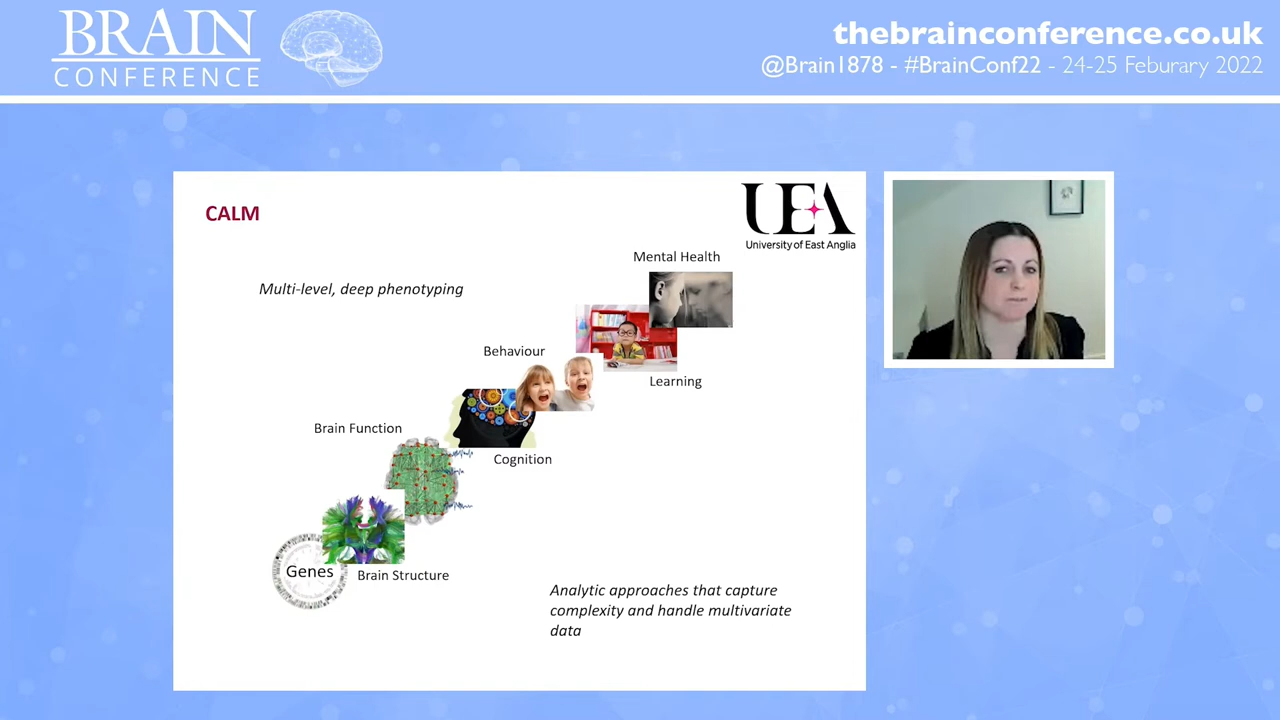 BRAIN
CONFERENCE
thebrainconference.co.uk
@Brain1878 - #BrainConf22 - 24-25 Feburary 2022
CALM
UEA
University of East Anglia
Mental Health
Multi-level, deep phenotyping
Behaviour
Learning
Brain Function
Cognition
Genes
Brain Structure
Analytic approaches that capture
complexity and handle multivariate
data